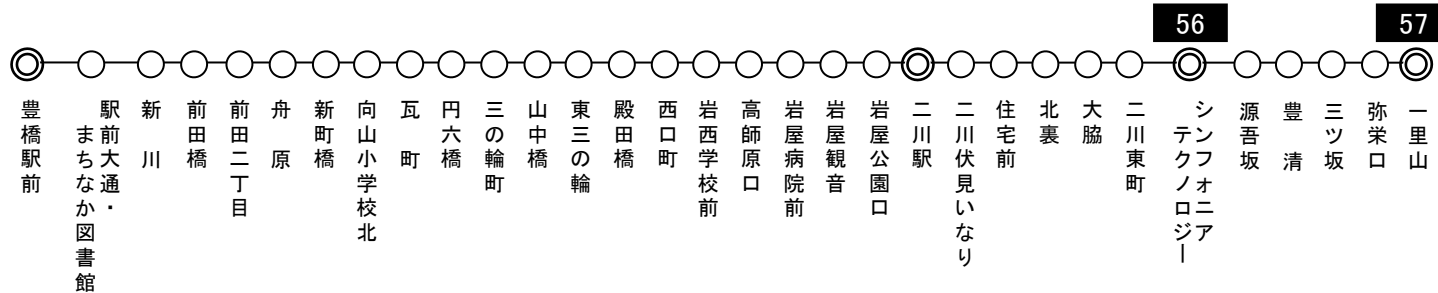 56
57
豊橋駅前
駅前大通・
まちなか図書館
新川
前田橋
前田二丁目
舟原
新町橋
向山小学校北
瓦町
円六橋
三の輪町
山中橋
東三の輪
殿田橋
西口町
岩西学校前
高師原口
岩屋病院前
岩屋観音
岩屋公園口
二川駅
二川伏見いなり
住宅前
北裏
大脇
二川東町
シンフォニア
テクノロジー
源吾坂
豊清
三ツ坂
弥栄口
一里山